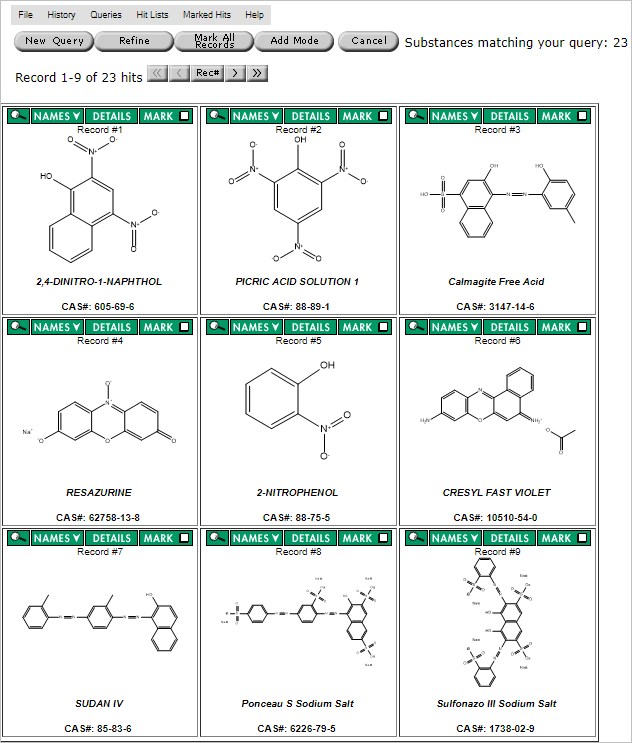 File History Queries Hit Lists Marked Hits Help
New Query Refine Mark All Records Add Mode Cancel Substances matching your query: 23
Record 1-9 of 23 hits Rec#
NAMES DETAILS MARK NAMES DETAILS MARK NAMES DETAILS MARK
Record #1 Record #2 Record #3
2,4-DINITRO-1-NAPHTHOL PICRIC ACID SOLUTION 1 Calmagite Free Acid
CAS#: 605-69-6 CAS#: 88-89-1 CAS#: 3147-14-6
NAMES DETAILS MARK NAMES DETAILS MARK NAMES DETAILS MARK
Record #4 Record #5 Record #6
RESAZURINE 2-NITROPHENOL CRESYL FAST VIOLET
CAS#: 62758-13-8 CAS#: 88-75-5 CAS#: 10510-54-0
NAMES DETAILS MARK NAMES DETAILS MARK NAMES DETAILS MARK
Record #7 Record #8 Record #9
SUDAN IV Ponceau S Sodium Salt Sulfonazo III Sodium Salt
CAS#: 85-83-6 CAS#: 6226-79-5 CAS#: 1738-02-9